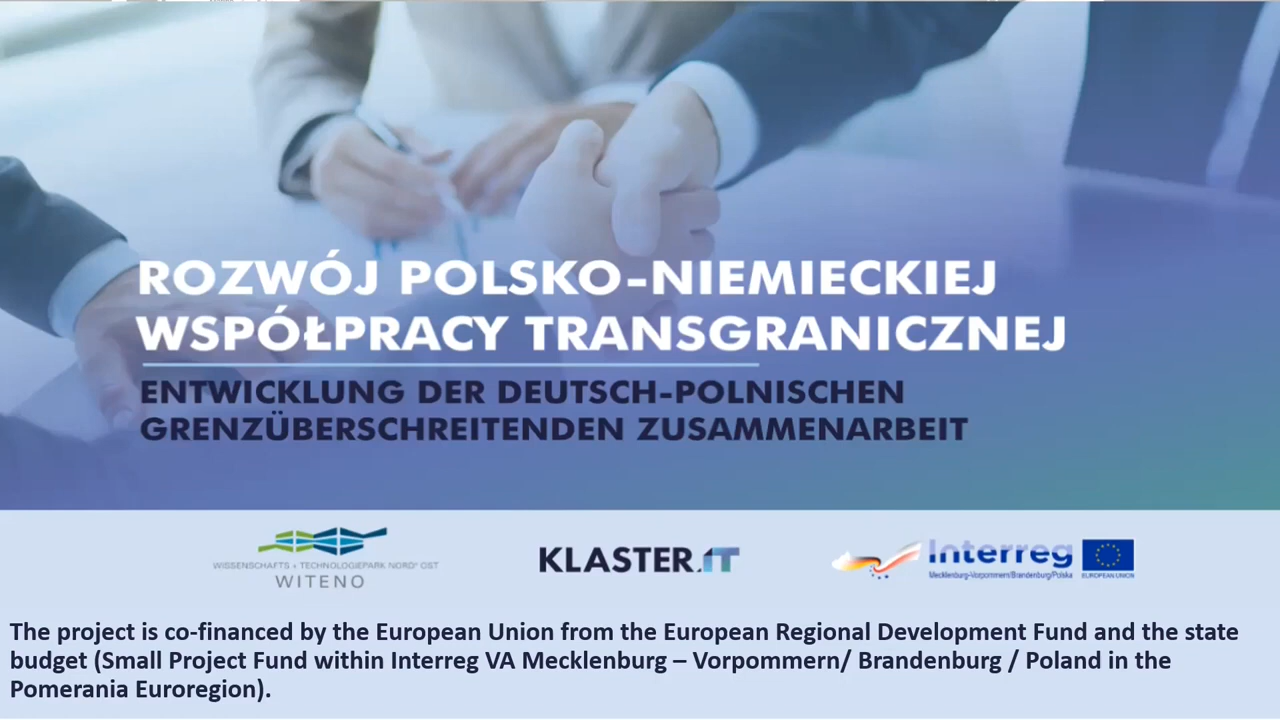 ROZWÓJ POLSKO-NIEMIECKIEJ
WSPÓŁPRACY TRANSGRANICZNEJ
ENTWICKLUNG DER DEUTSCH-POLNISCHEN
GRENZÜBERSCHREITENDEN ZUSAMMENARBEIT
WISSENSCHAFTS + TECHNOLOGIEPARK NORD° OST
WITENO
KLASTER.IT
Interreg
Mecklenburg-Vorpommern/Brandenburg/Polska
EUROPEAN UNION
The project is co-financed by the European Union from the European Regional Development Fund and the state
budget (Small Project Fund within Interreg VA Mecklenburg – Vorpommern/ Brandenburg / Poland in the
Pomerania Euroregion).